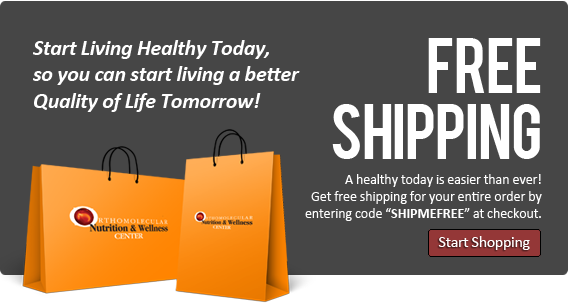 Start Living Healthy Today,
so you can start living a better
Quality of Life Tomorrow!
FREE
SHIPPING
A healthy today is easier than ever!
Get free shipping for your entire order by
entering code “SHIPMEFREE” at checkout.
Start Shopping
ORTHOMOLECULAR
Nutrition & Wellness
CENTER
ORTHOMOLECULAR
Nutrition & Wellness
CENTER